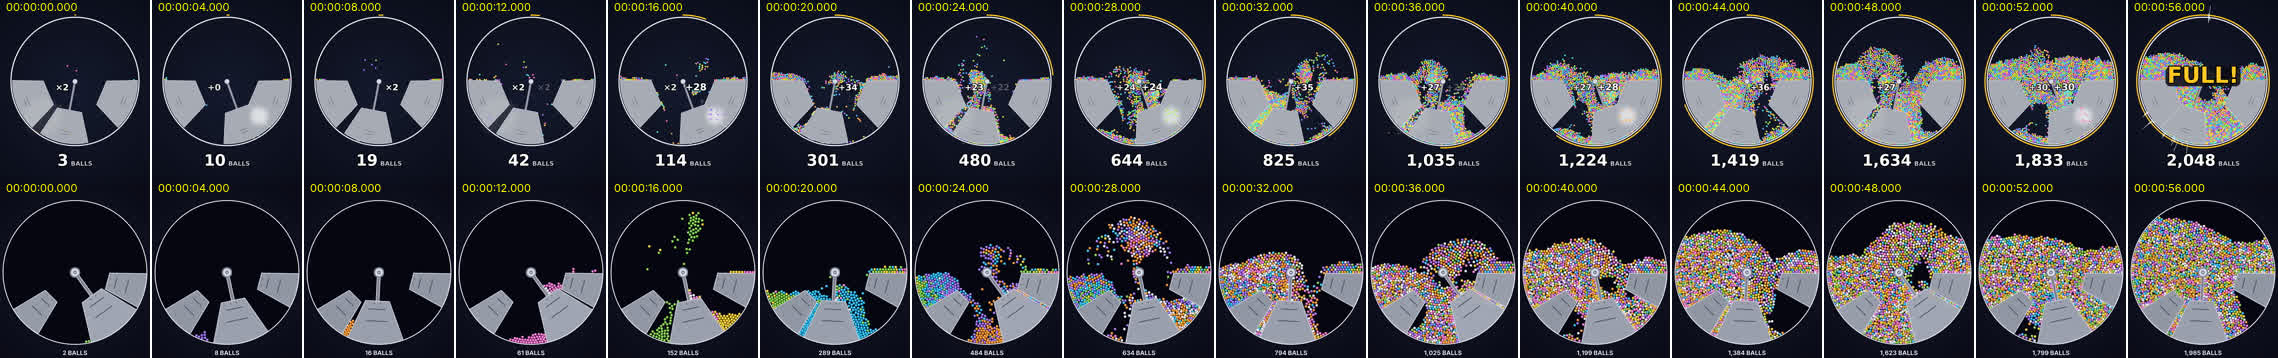 00:00:00.000 00:00:04.000 00:00:08.000 00:00:12.000 00:00:16.000 00:00:20.000 00:00:24.000 00:00:28.000 00:00:32.000 00:00:36.000 00:00:40.000 00:00:44.000 00:00:48.000 00:00:52.000 00:00:56.000
FULL!
×2 +0 ×2 ×2 ×2 ×2 +28 +34 +23 +22 +24 +24 +35 +27 +27 +28 +36 +27 +30 +30
3 BALLS 10 BALLS 19 BALLS 42 BALLS 114 BALLS 301 BALLS 480 BALLS 644 BALLS 825 BALLS 1,035 BALLS 1,224 BALLS 1,419 BALLS 1,634 BALLS 1,833 BALLS 2,048 BALLS
00:00:00.000 00:00:04.000 00:00:08.000 00:00:12.000 00:00:16.000 00:00:20.000 00:00:24.000 00:00:28.000 00:00:32.000 00:00:36.000 00:00:40.000 00:00:44.000 00:00:48.000 00:00:52.000 00:00:56.000
2 BALLS 8 BALLS 16 BALLS 61 BALLS 152 BALLS 289 BALLS 484 BALLS 634 BALLS 794 BALLS 1,025 BALLS 1,199 BALLS 1,384 BALLS 1,623 BALLS 1,799 BALLS 1,985 BALLS